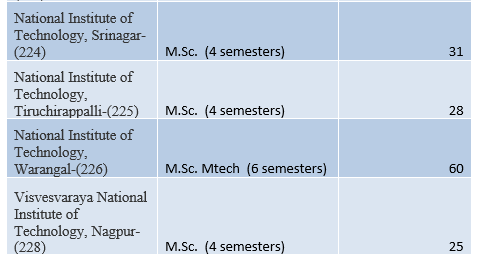 National Institute of
Technology, Srinagar-
(224) M.Sc. (4 semesters) 31
National Institute of
Technology,
Tiruchirappalli-(225) M.Sc. (4 semesters) 28
National Institute of
Technology,
Warangal-(226) M.Sc. Mtech (6 semesters) 60
Visvesvaraya National
Institute of
Technology, Nagpur-
(228) M.Sc. (4 semesters) 25